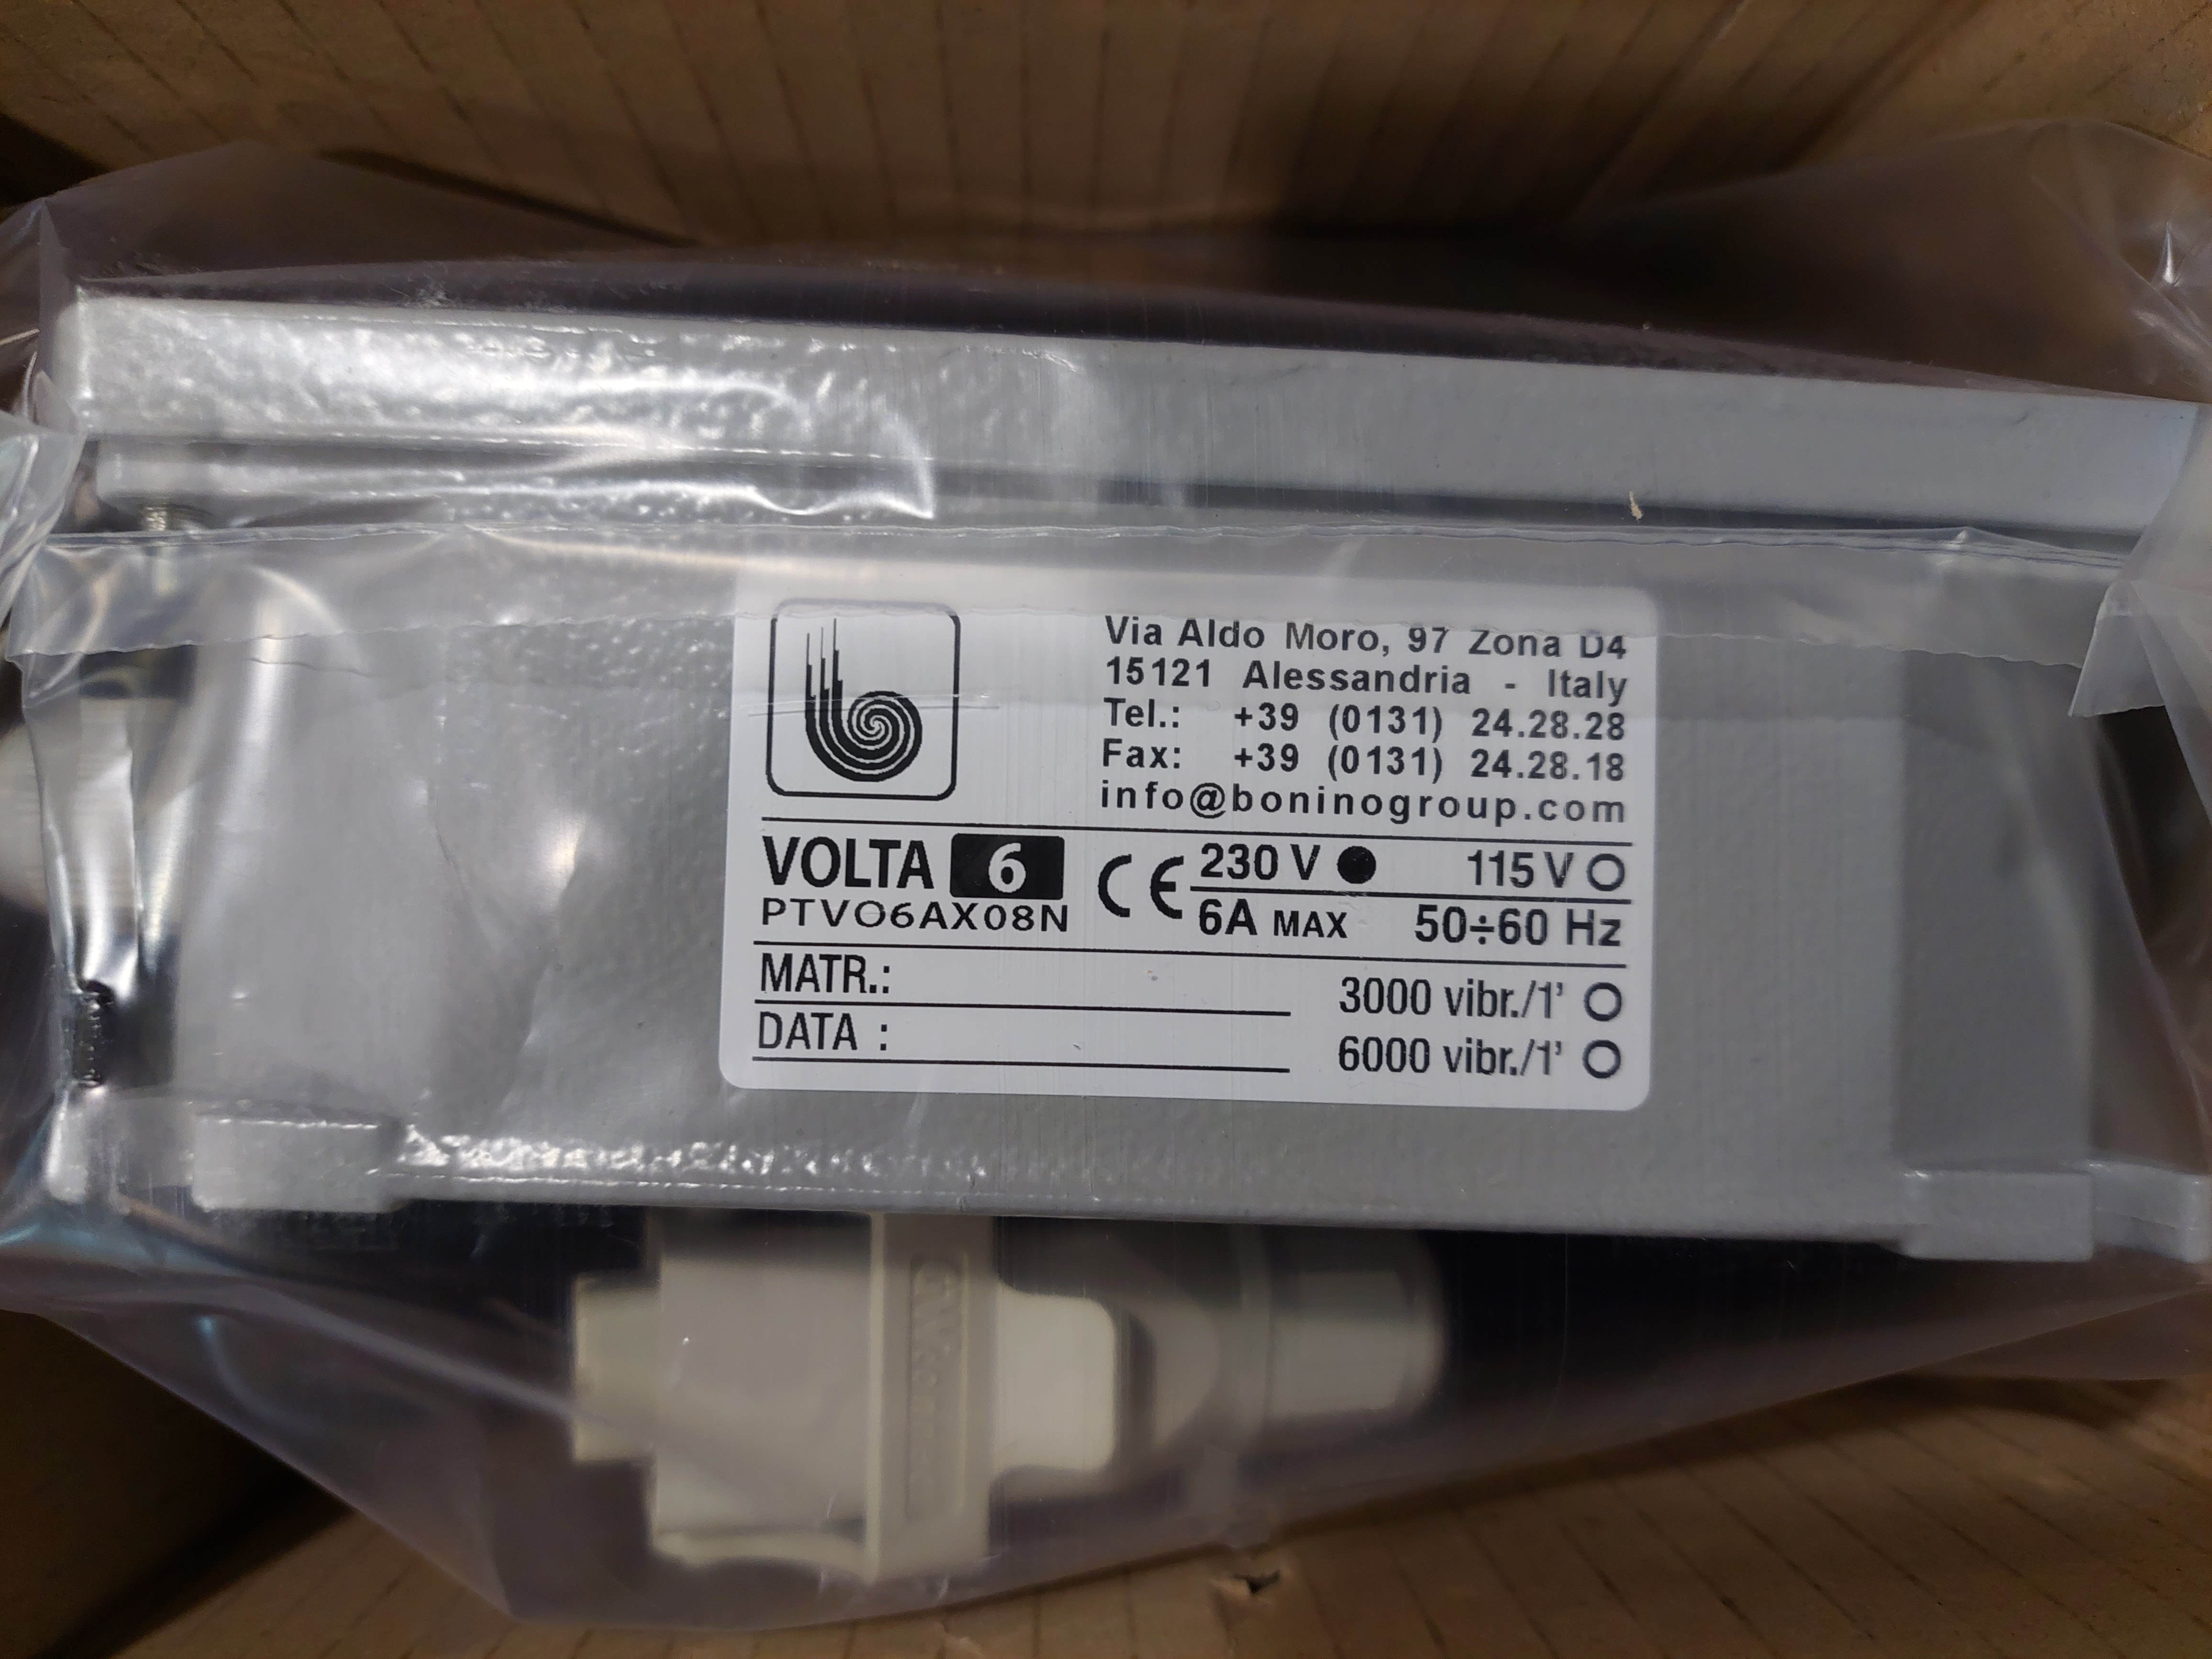 Via Aldo Moro, 97 Zona D4
15121 Alessandria - Italy
Tel.: +39 (0131) 24.28.28
Fax: +39 (0131) 24.28.18
info@boninogroup.com
VOLTA 6
PTVO6AX08N
CE
230 V ● 115 V ○
6A MAX 50÷60 Hz
MATR.:
3000 vibr./1' ○
DATA :
6000 vibr./1' ○